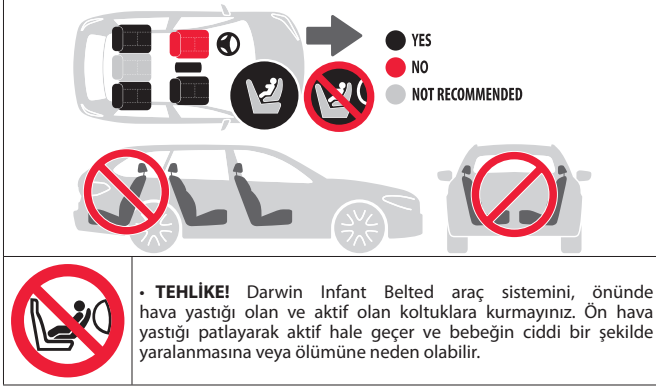 YES
NO
NOT RECOMMENDED
• TEHLİKE! Darwin Infant Belted araç sistemini, önünde
hava yastığı olan ve aktif olan koltuklara kurmayınız. Ön hava
yastığı patlayarak aktif hale geçer ve bebeğin ciddi bir şekilde
yaralanmasına veya ölümüne neden olabilir.